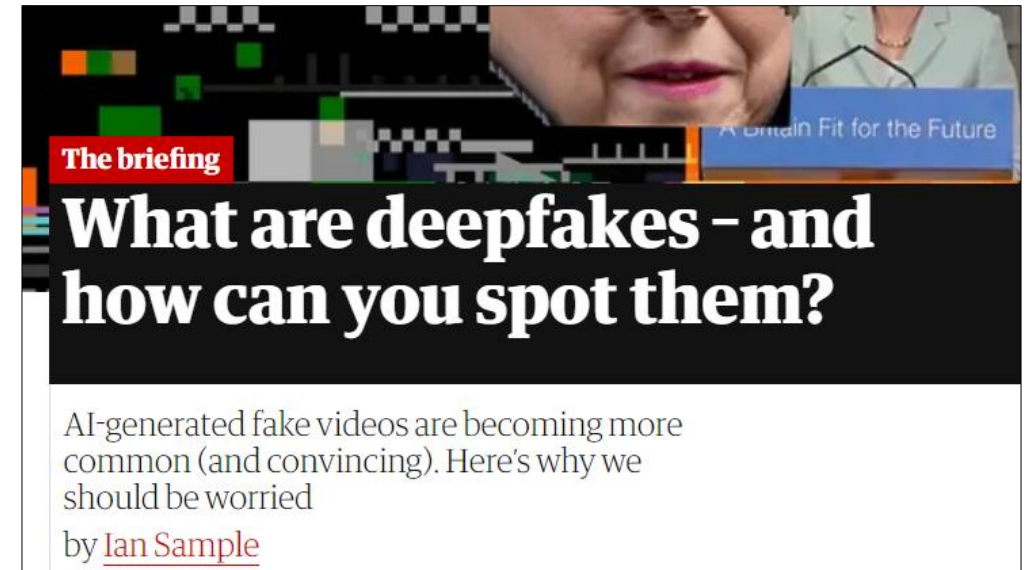 A Britain Fit for the Future
The briefing
What are deepfakes – and
how can you spot them?
AI-generated fake videos are becoming more
common (and convincing). Here's why we
should be worried
by Ian Sample